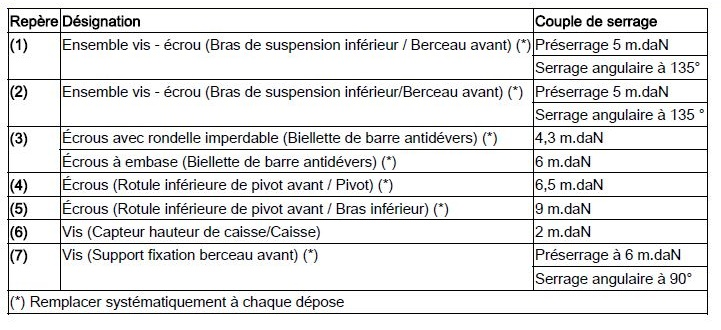 Repère Désignation Couple de serrage
(1) Ensemble vis - écrou (Bras de suspension inférieur / Berceau avant) (*) Préserrage 5 m.daN
Serrage angulaire à 135°
(2) Ensemble vis - écrou (Bras de suspension inférieur/Berceau avant) (*) Préserrage 5 m.daN
Serrage angulaire à 135 °
(3) Écrous avec rondelle imperdable (Biellette de barre antidévers) (*) 4,3 m.daN
Écrous à embase (Biellette de barre antidévers) (*) 6 m.daN
(4) Écrous (Rotule inférieure de pivot avant / Pivot) (*) 6,5 m.daN
(5) Écrous (Rotule inférieure de pivot avant / Bras inférieur) (*) 9 m.daN
(6) Vis (Capteur hauteur de caisse/Caisse) 2 m.daN
(7) Vis (Support fixation berceau avant) (*) Préserrage à 6 m.daN
Serrage angulaire à 90°
(*) Remplacer systématiquement à chaque dépose